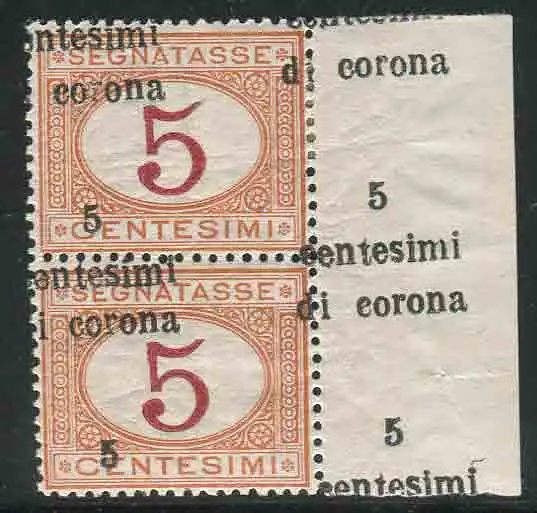 entesimi
centesimi
SEGNATASSE
di corona
corona
5
5
5
CENTESIMI
centesimi
entesimi
SEGNATASSE
di corona
i corona
5
5
5
CENTESIMI
centesimi